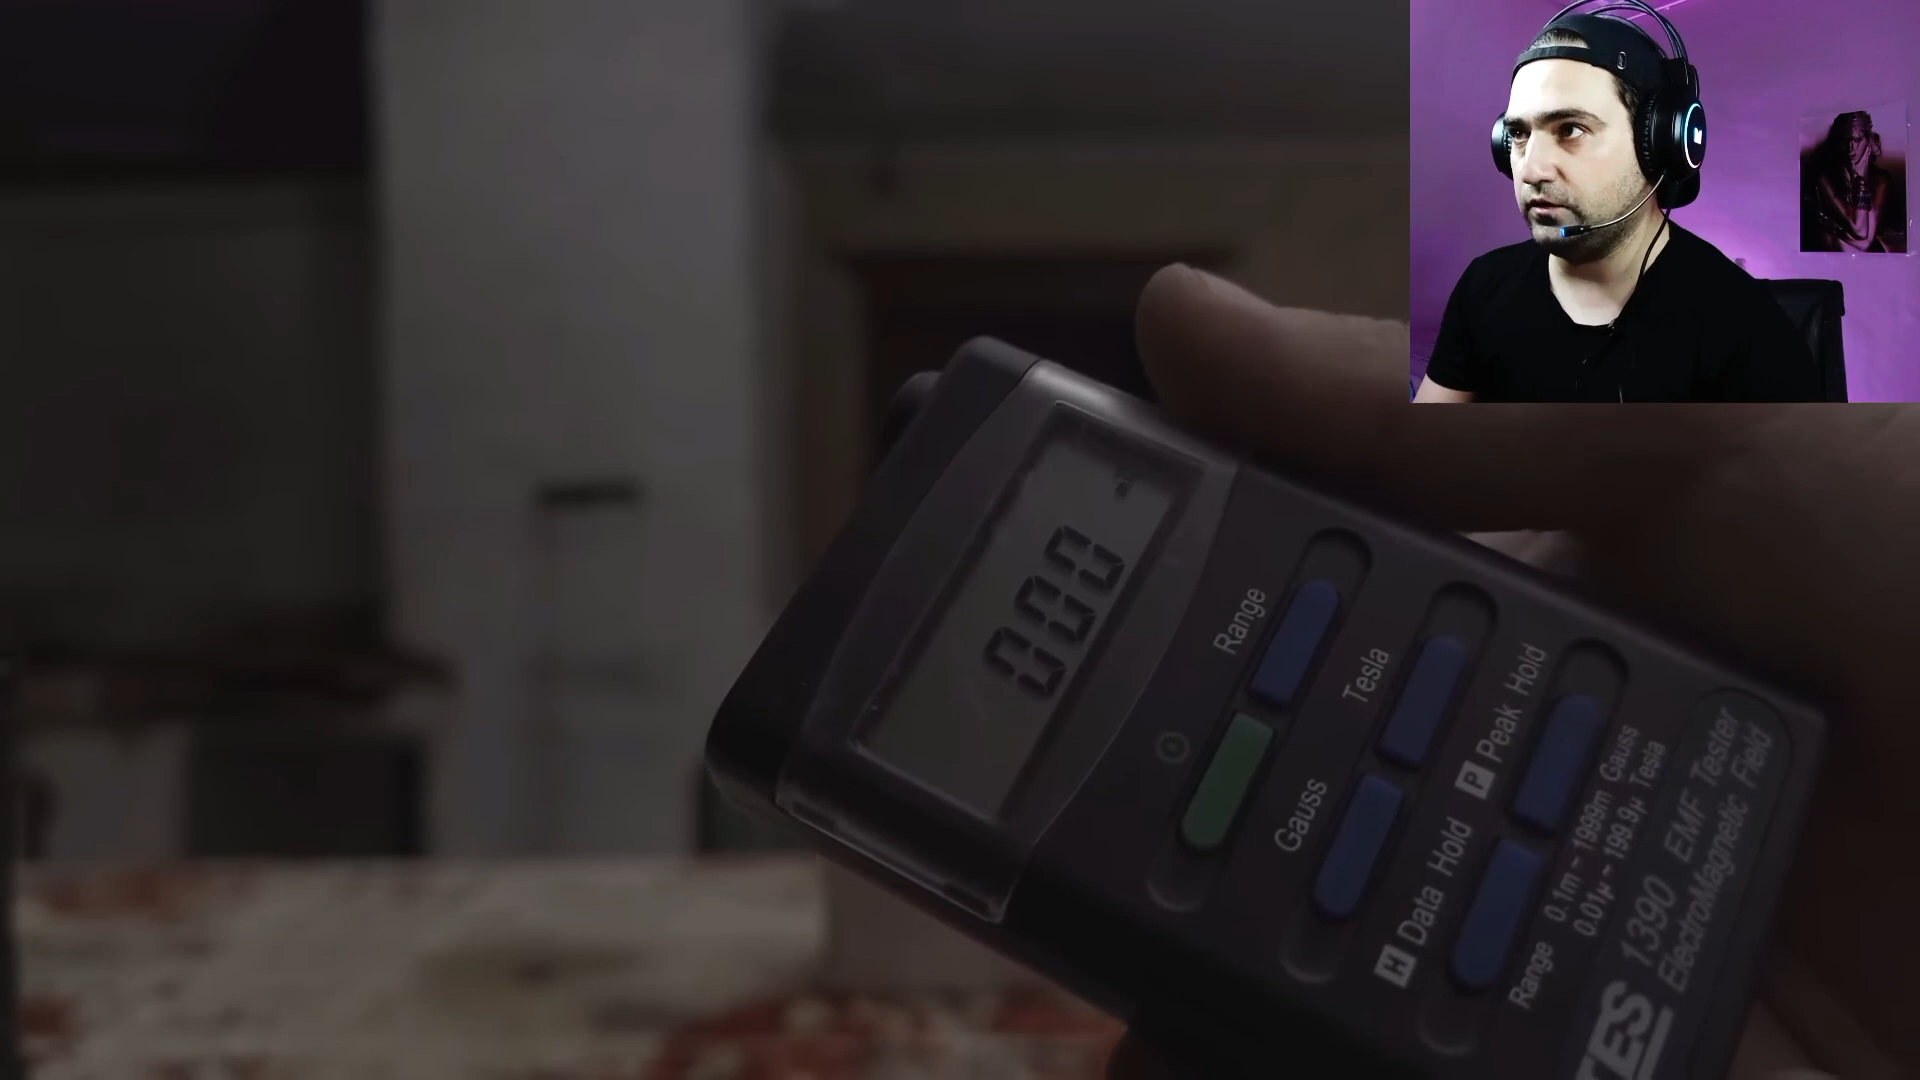 000
Range
Tesla
Gauss
P Peak Hold
H Data Hold
Range 0.1m ~ 1999m Gauss
0.01μ ~ 199.9μ Tesla
1390 EMF Tester
ElectroMagnetic Field
TES